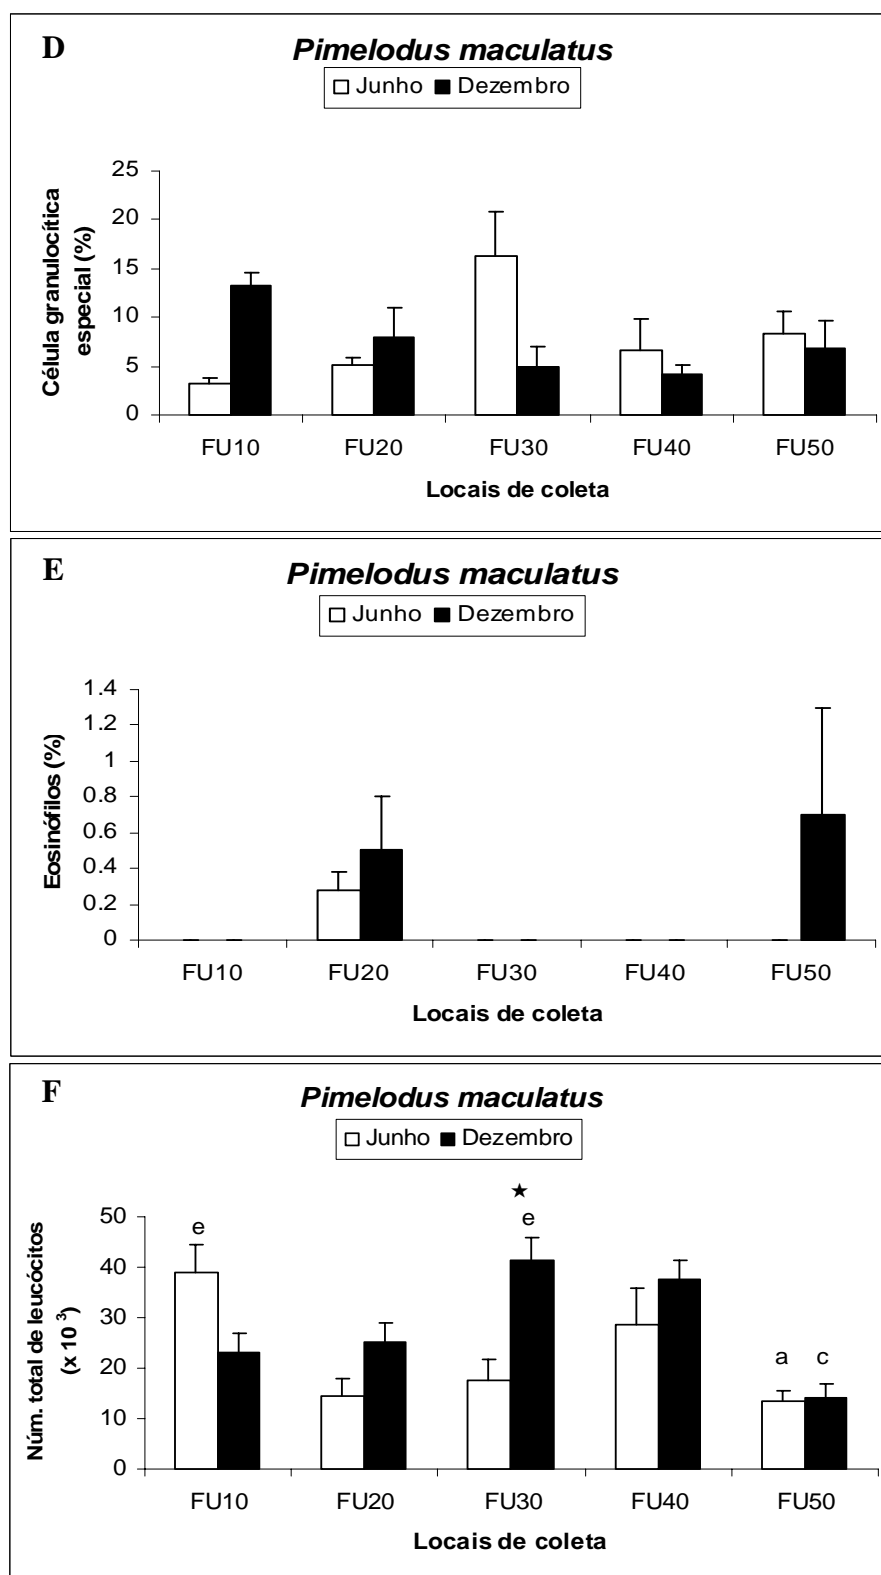 D
Pimelodus maculatus
Junho Dezembro
Célula granulocítica
especial (%)
25
20
15
10
5
0
FU10 FU20 FU30 FU40 FU50
Locais de coleta
E
Pimelodus maculatus
Junho Dezembro
Eosinófilos (%)
1.4
1.2
1
0.8
0.6
0.4
0.2
0
FU10 FU20 FU30 FU40 FU50
Locais de coleta
F
Pimelodus maculatus
Junho Dezembro
Núm. total de leucócitos
(x 10 ³)
★
50
e e
40
30
20
a c
10
0
FU10 FU20 FU30 FU40 FU50
Locais de coleta